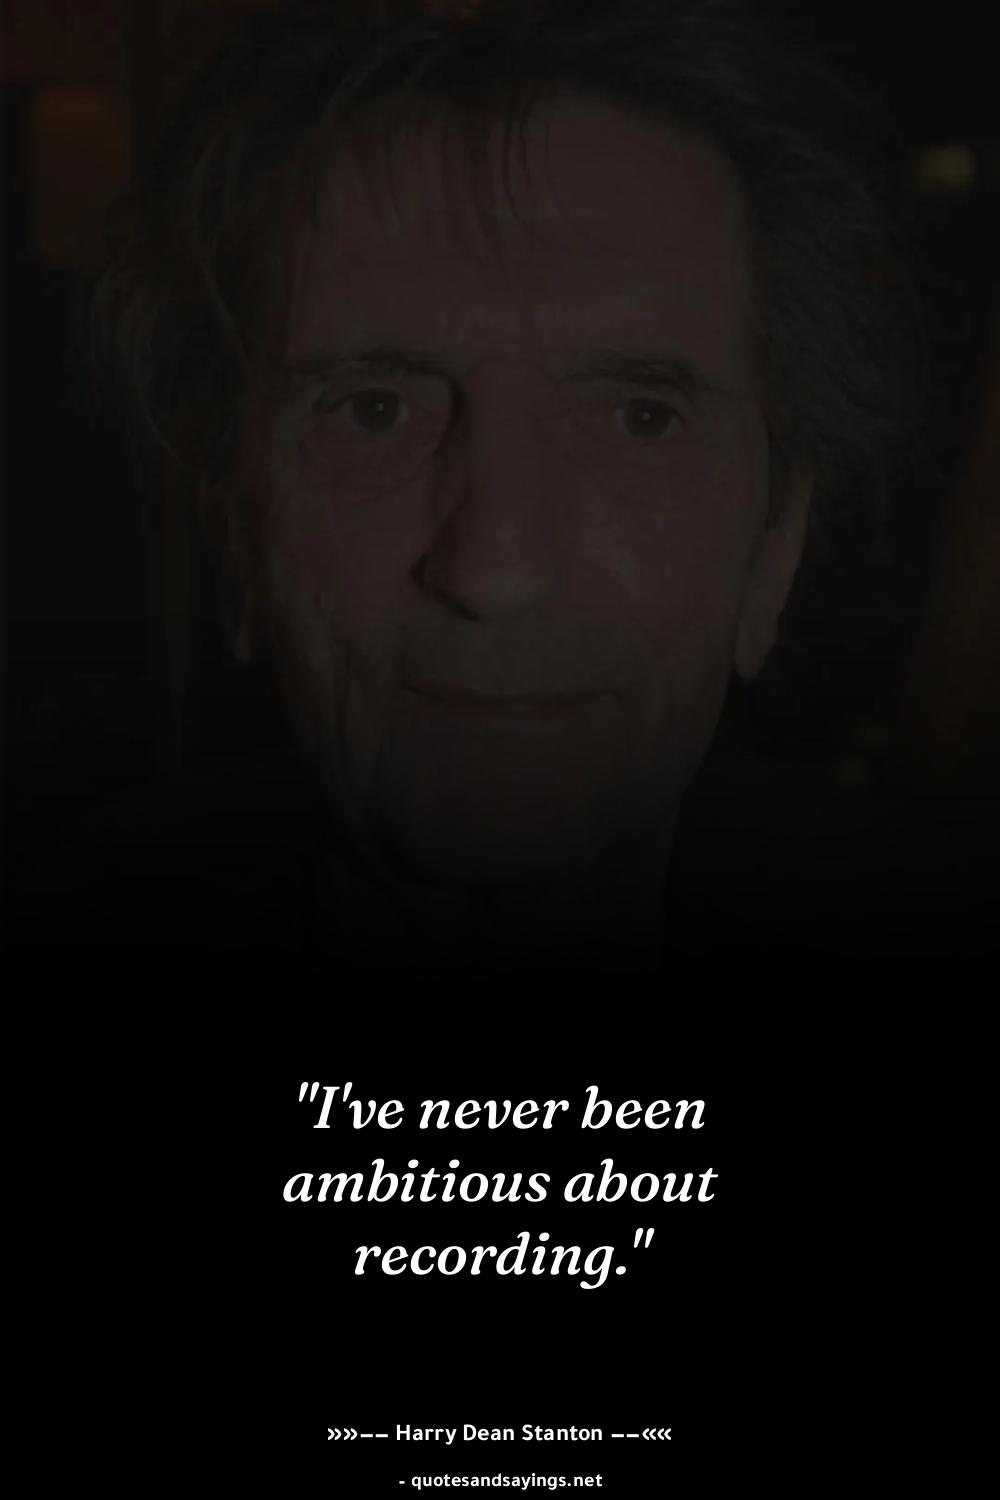 "I've never been
ambitious about
recording."
»»−− Harry Dean Stanton −−««
- quotesandsayings.net